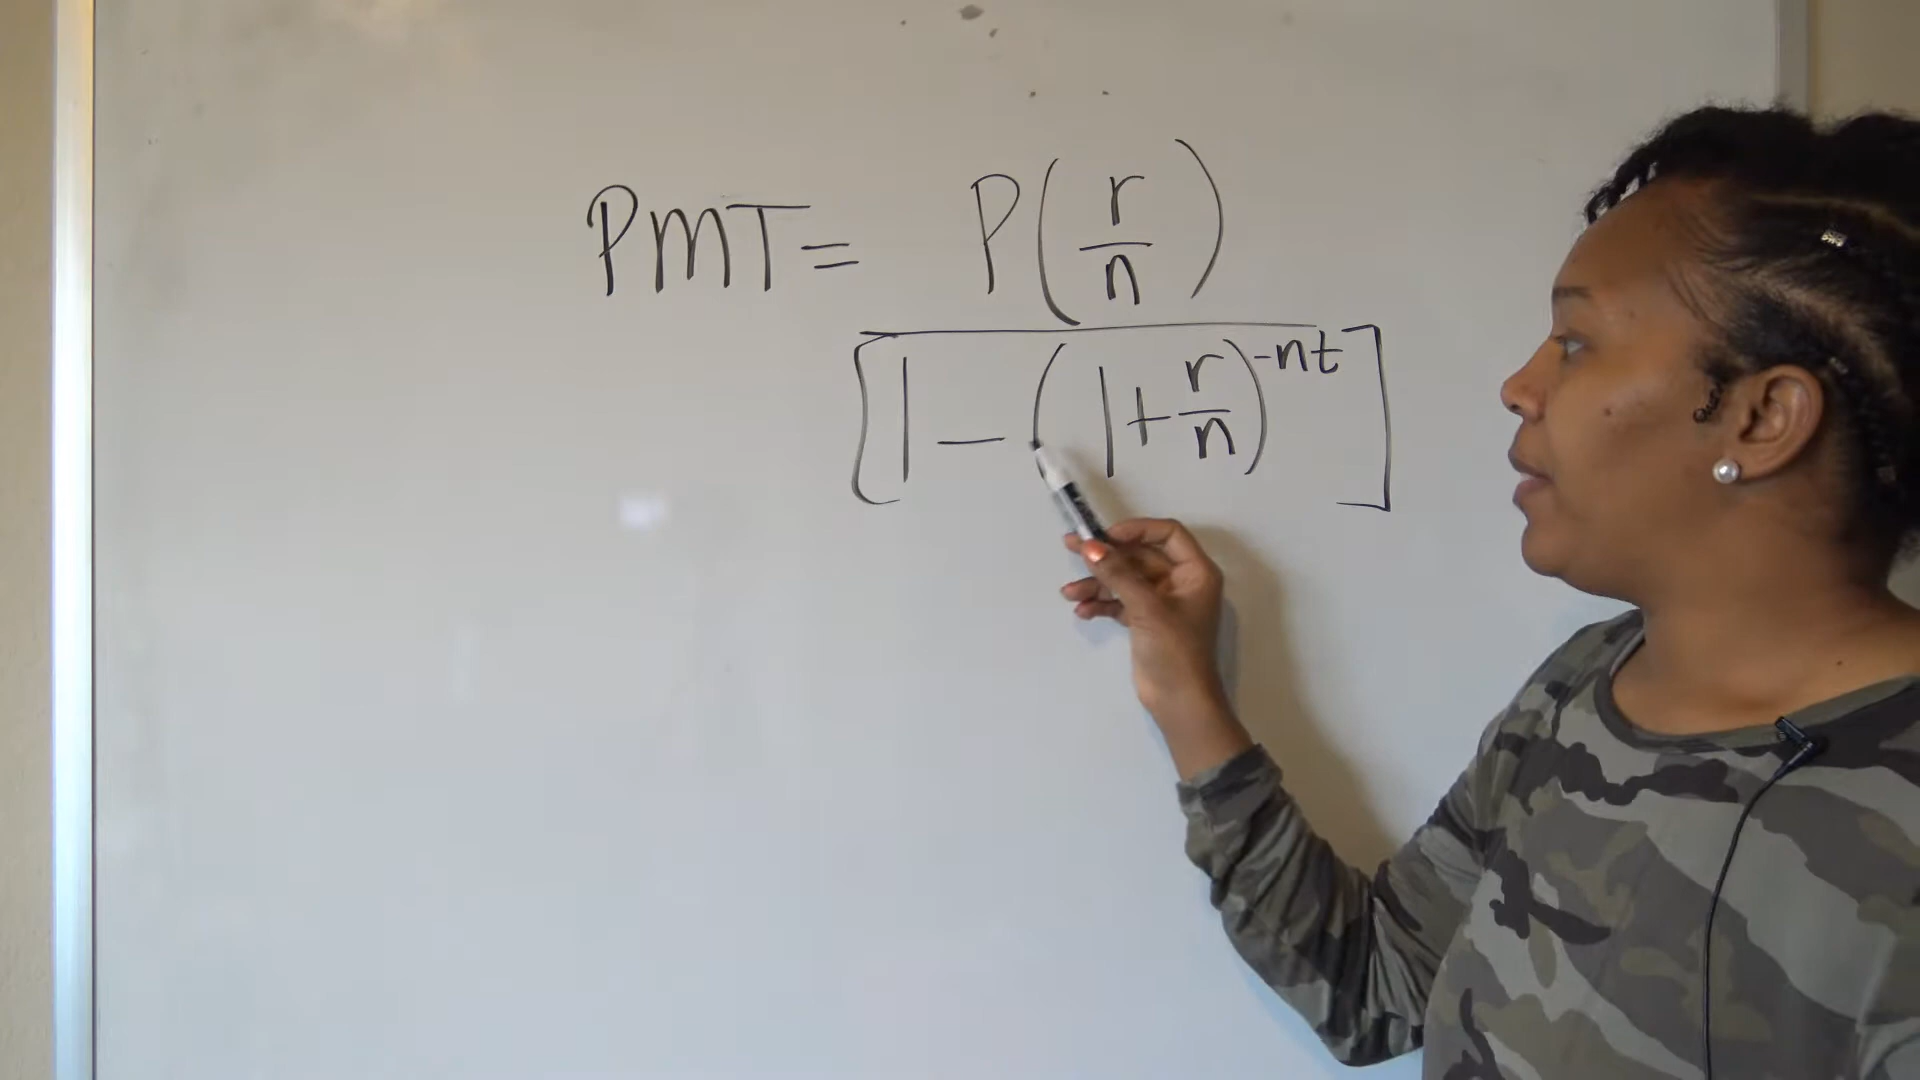 PMT = P(r/n)
[1 - (1 + r/n)^-nt]